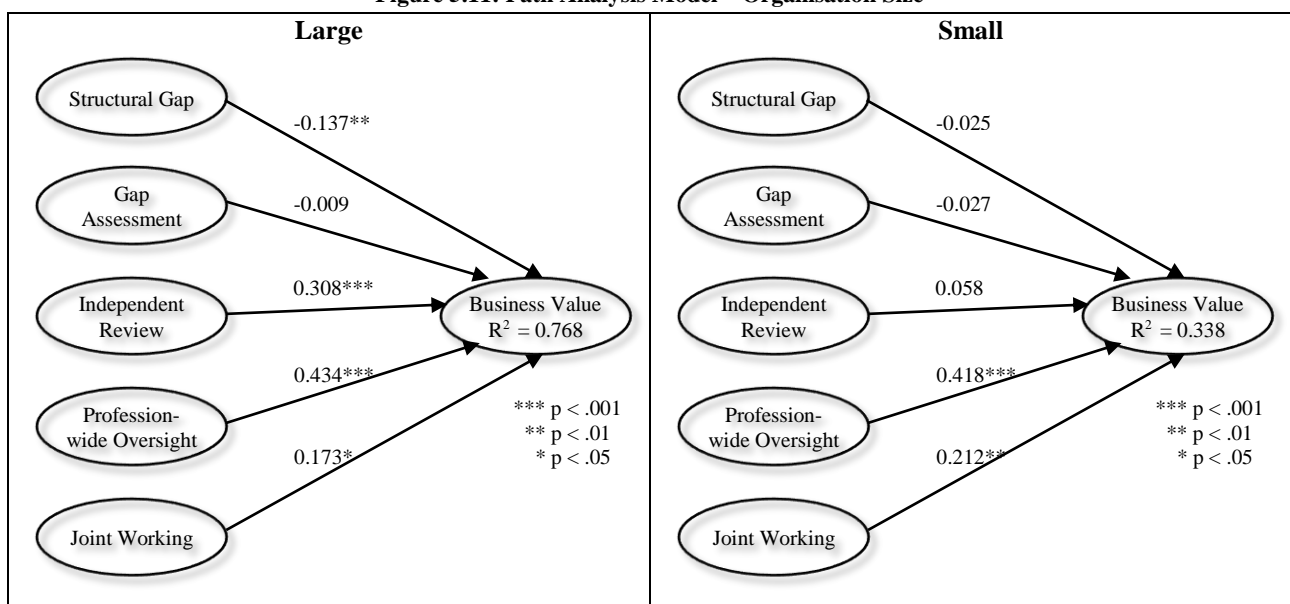 Figure 5.11: Path Analysis Model – Organisation Size
Large
Structural Gap
-0.137**
Gap
Assessment
-0.009
Independent
Review
0.308***
Business Value
R² = 0.768
Profession-
wide Oversight
0.434***
*** p < .001
** p < .01
* p < .05
0.173*
Joint Working
Small
Structural Gap
-0.025
Gap
Assessment
-0.027
Independent
Review
0.058
Business Value
R² = 0.338
Profession-
wide Oversight
0.418***
*** p < .001
** p < .01
* p < .05
0.212**
Joint Working